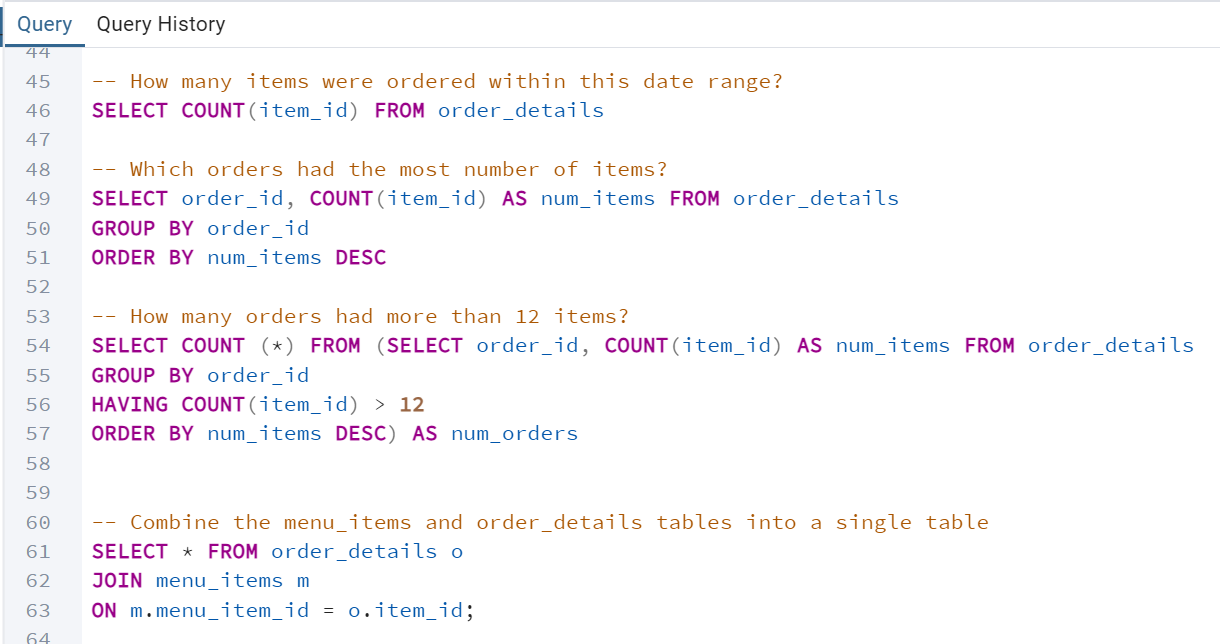 Query Query History
44
45 -- How many items were ordered within this date range?
46 SELECT COUNT(item_id) FROM order_details
47
48 -- Which orders had the most number of items?
49 SELECT order_id, COUNT(item_id) AS num_items FROM order_details
50 GROUP BY order_id
51 ORDER BY num_items DESC
52
53 -- How many orders had more than 12 items?
54 SELECT COUNT (*) FROM (SELECT order_id, COUNT(item_id) AS num_items FROM order_details
55 GROUP BY order_id
56 HAVING COUNT(item_id) > 12
57 ORDER BY num_items DESC) AS num_orders
58
59
60 -- Combine the menu_items and order_details tables into a single table
61 SELECT * FROM order_details o
62 JOIN menu_items m
63 ON m.menu_item_id = o.item_id;
64